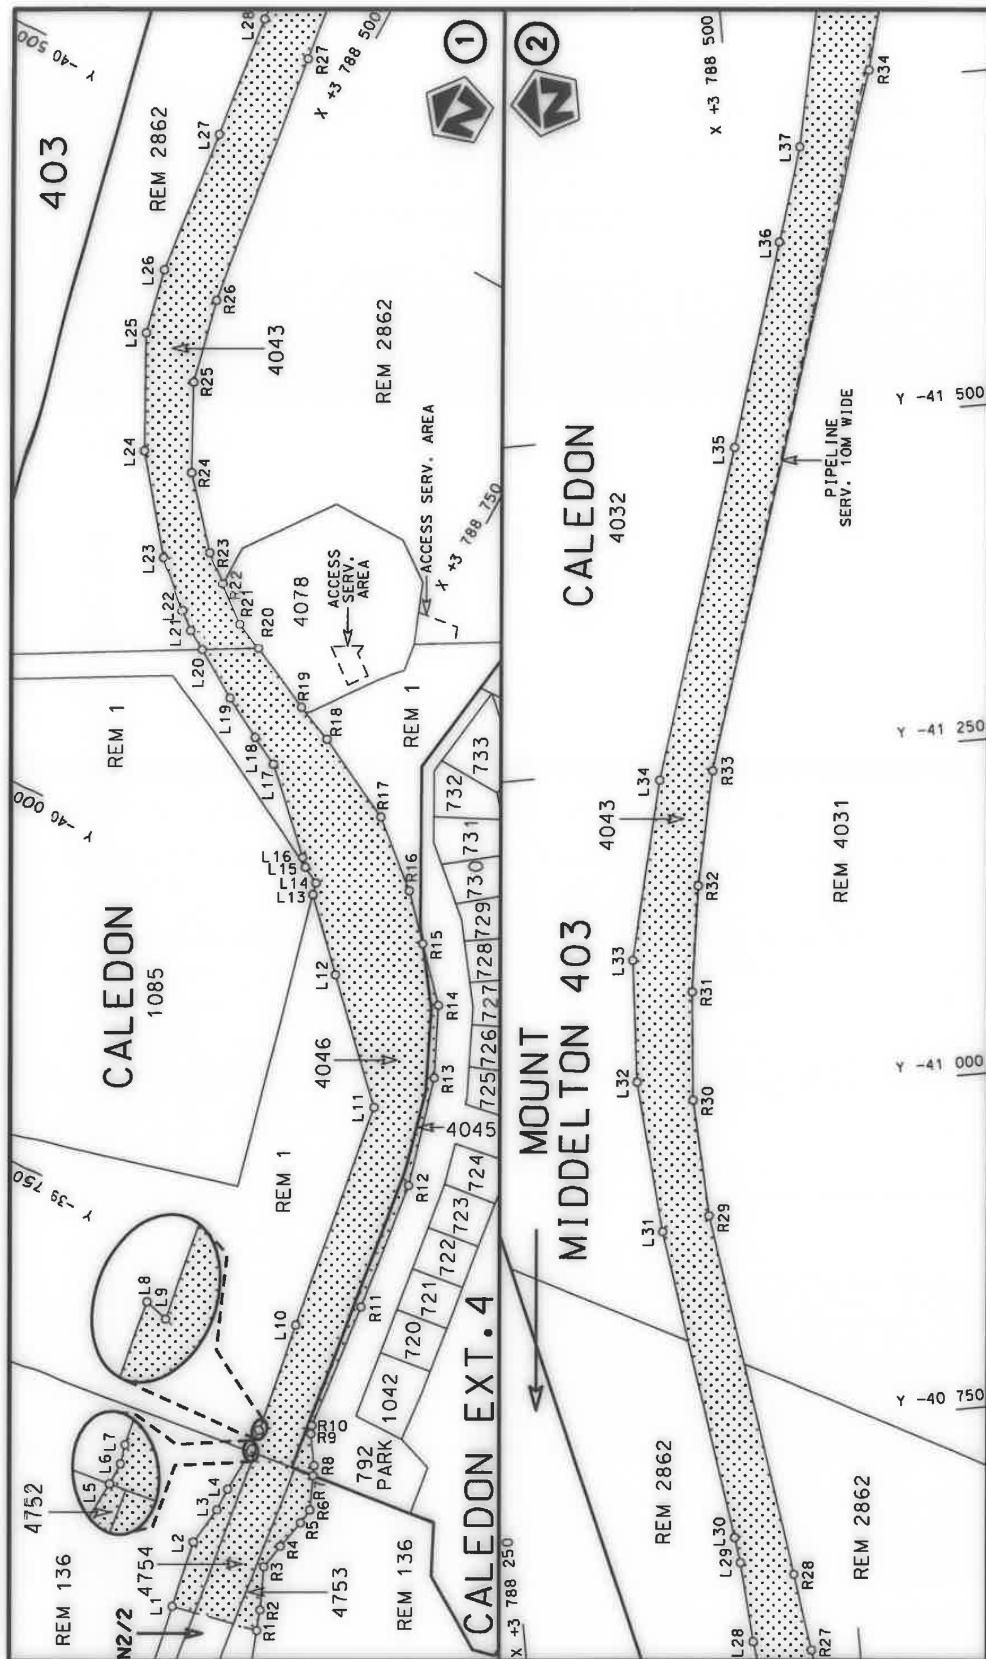 403
Y -40 500
REM 2862
L28
X +3 788 500
R27
L27
L26
L25
R26
4043
R25
REM 2862
L24
R24
L23
R23
R22
R21
R20
L22
L21
L20
4078
ACCESS
SERV.
AREA
ACCESS SERV. AREA
X +3 788 750
REM 1
L19
L18
L17
R19
R18
REM 1
R17
Y -40 000
L16
L15
L14
L13
R16
R15
L12
R14
CALEDON
1085
4046
R13
L11
4045
R12
733
732
731
730
729
728
727
726
725
724
723
722
721
720
1042
Y -39 750
REM 1
L8
L9
L10
R11
R10
R9
R8
R7
R6
R5
R4
R3
R2
R1
792
PARK
L5
L6
L7
4752
L4
L3
L2
L1
REM 136
4754
N2/2
4753
REM 136
CALEDON EXT.4
1
2
N
N
X +3 788 500
R34
L37
L36
Y -41 500
L35
PIPELINE
SERV. 10M WIDE
CALEDON
4032
Y -41 250
L34
R33
4043
R32
REM 4031
L33
R31
MOUNT
MIDDELTON 403
L32
R30
Y -41 000
L31
R29
Y -40 750
REM 2862
REM 2862
L30
L29
R28
L28
R27
X +3 788 250